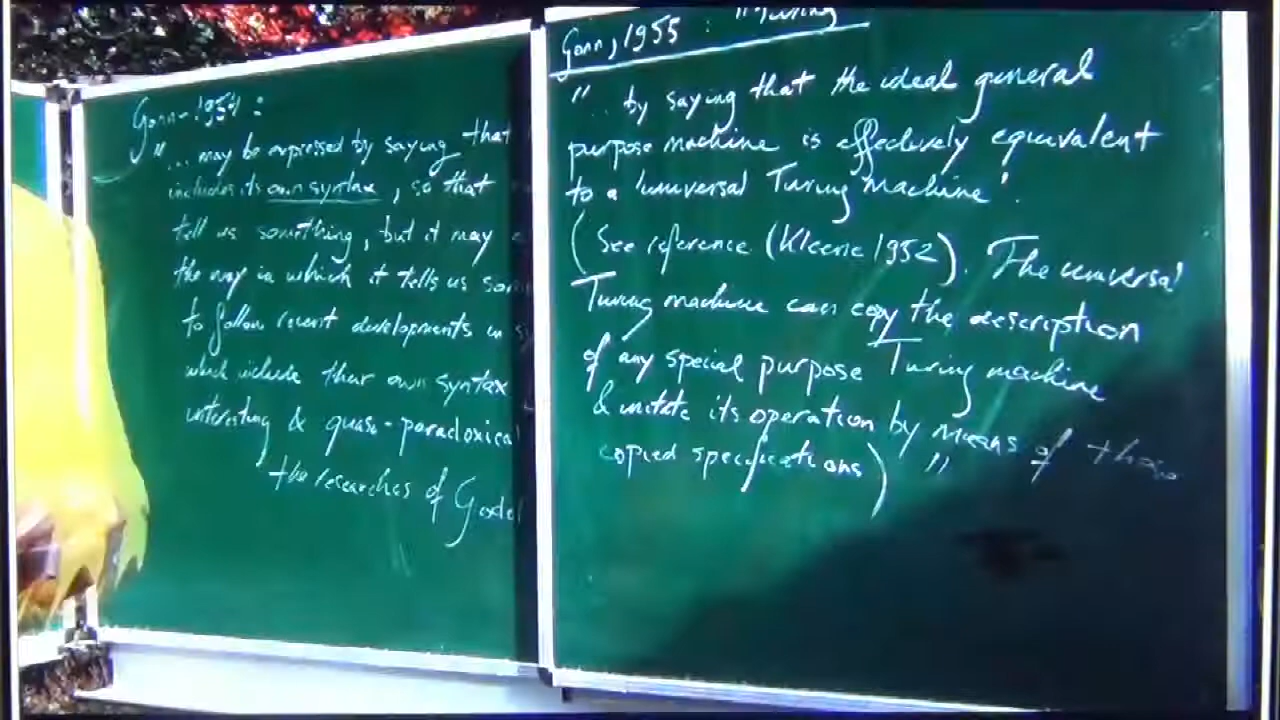 Gorn - 1954 :
" ... may be expressed by saying that
includes its own syntax, so that
tell us something, but it may
the way in which it tells us som
to follow recent developments in s
which include their own syntax
interesting & quasi-paradoxical
the researches of Godel
Gorn, 1955 : "Turing
" .. by saying that the ideal general
purpose machine is effectively equivalent
to a 'universal Turing Machine'.
(See reference (Kleene 1952). The universal
Turing machine can copy the description
of any special purpose Turing machine
& imitate its operation by means of these
copied specifications) "